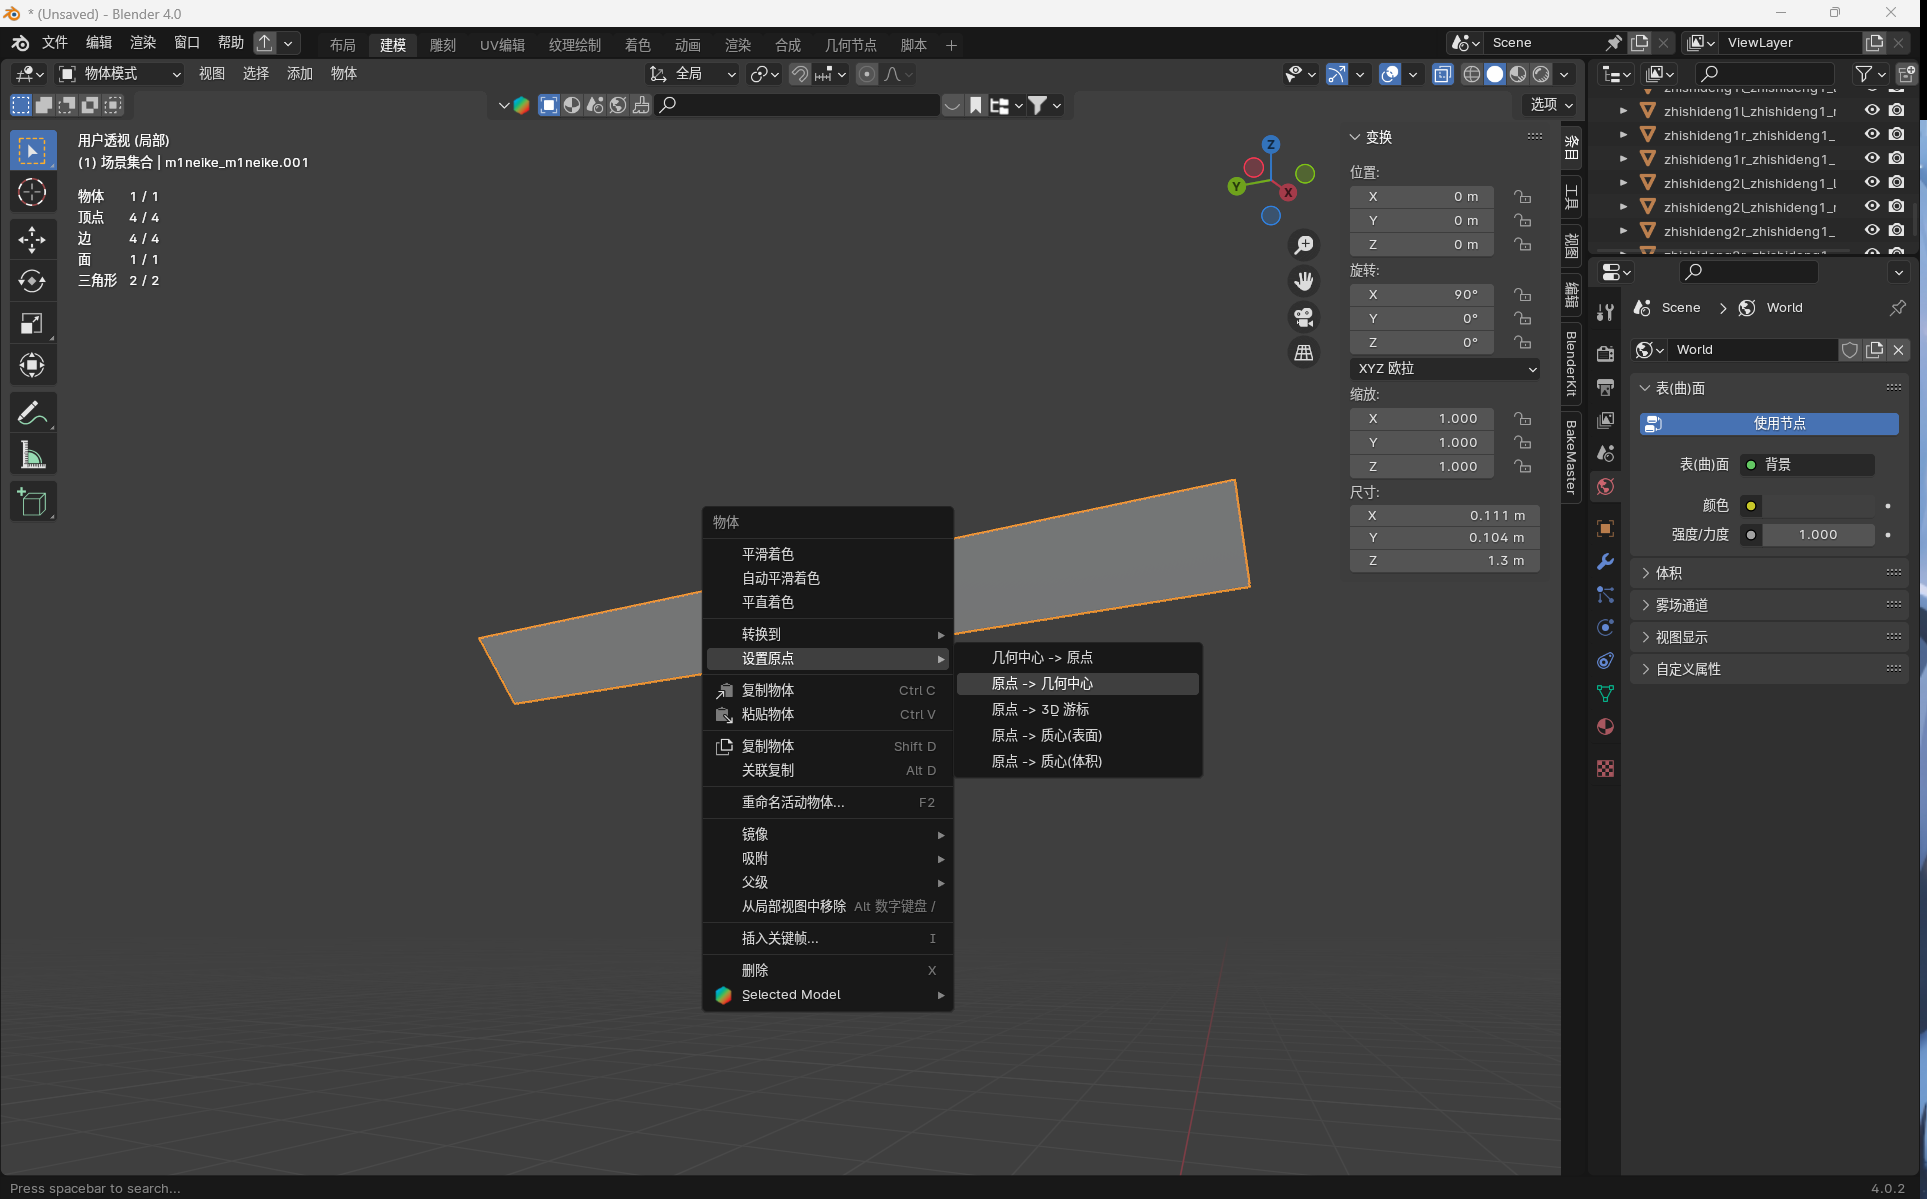 * (Unsaved) - Blender 4.0
文件 编辑 渲染 窗口 帮助 布局 建模 雕刻 UV编辑 纹理绘制 着色 动画 渲染 合成 几何节点 脚本 Scene ViewLayer
物体模式 视图 选择 添加 物体 全局
选项
用户透视 (局部)
(1) 场景集合 | m1neike_m1neike.001
物体 1 / 1
顶点 4 / 4
边 4 / 4
面 1 / 1
三角形 2 / 2
Z
Y
X
变换
位置:
X 0 m
Y 0 m
Z 0 m
旋转:
X 90°
Y 0°
Z 0°
XYZ 欧拉
缩放:
X 1.000
Y 1.000
Z 1.000
尺寸:
X 0.111 m
Y 0.104 m
Z 1.3 m
条目
工具
视图
编辑
BlenderKit
BakeMaster
物体
平滑着色
自动平滑着色
平直着色
转换到
设置原点
复制物体 Ctrl C
粘贴物体 Ctrl V
复制物体 Shift D
关联复制 Alt D
重命名活动物体... F2
镜像
吸附
父级
从局部视图中移除 Alt 数字键盘 /
插入关键帧... I
删除 X
Selected Model
几何中心 -> 原点
原点 -> 几何中心
原点 -> 3D 游标
原点 -> 质心(表面)
原点 -> 质心(体积)
zhishideng1l_zhishideng1_r
zhishideng1r_zhishideng1_
zhishideng1r_zhishideng1_
zhishideng2l_zhishideng1_l
zhishideng2l_zhishideng1_r
zhishideng2r_zhishideng1_
Scene World
World
表(曲)面
使用节点
表(曲)面 背景
颜色
强度/力度 1.000
体积
雾场通道
视图显示
自定义属性
Press spacebar to search...
4.0.2